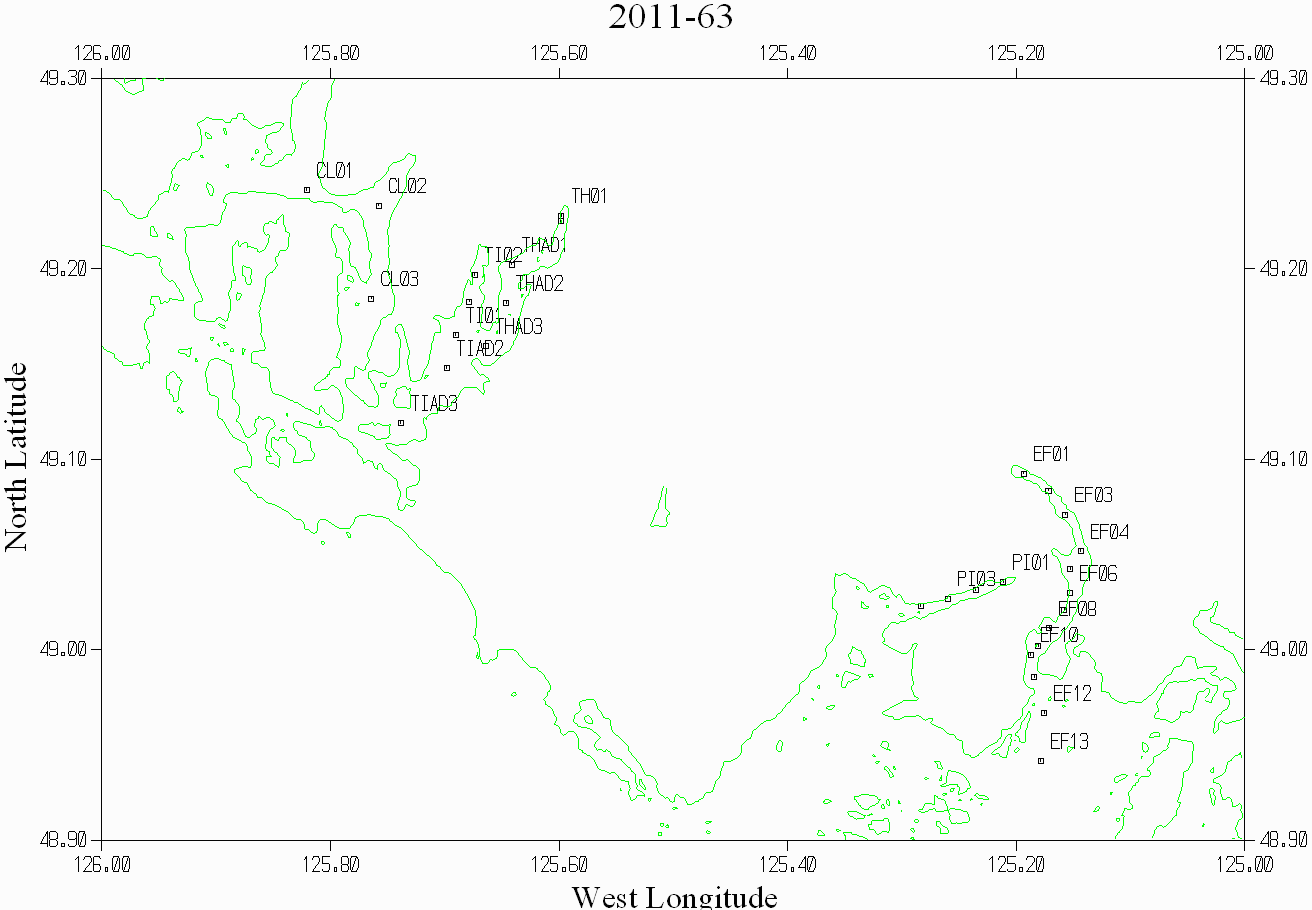 2011-63
126.00 125.80 125.60 125.40 125.20 125.00
49.30 49.30
CL01
CL02
TH01
THAD1
TI02
49.20 49.20
CL03
THAD2
TI01
THAD3
TIAD2
TIAD3
49.10 49.10
EF01
EF03
EF04
PI01
EF06
PI03
EF08
EF10
49.00 49.00
EF12
EF13
48.90 48.90
126.00 125.80 125.60 125.40 125.20 125.00
West Longitude
North Latitude